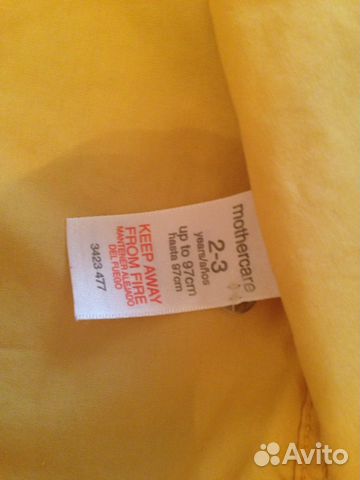 mothercare
2-3
years/años
up to 97cm
hasta 97cm
KEEP AWAY
FROM FIRE
MANTENER ALEJADO
DEL FUEGO
3423 477
Avito